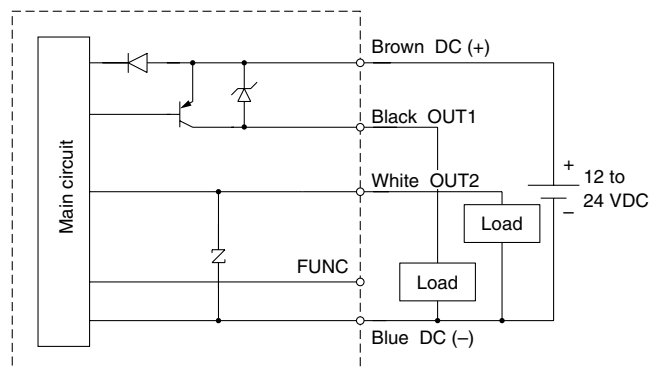 Brown DC (+)
Black OUT1
White OUT2
Main circuit
FUNC
Load
Load
+
12 to
24 VDC
–
Blue DC (–)